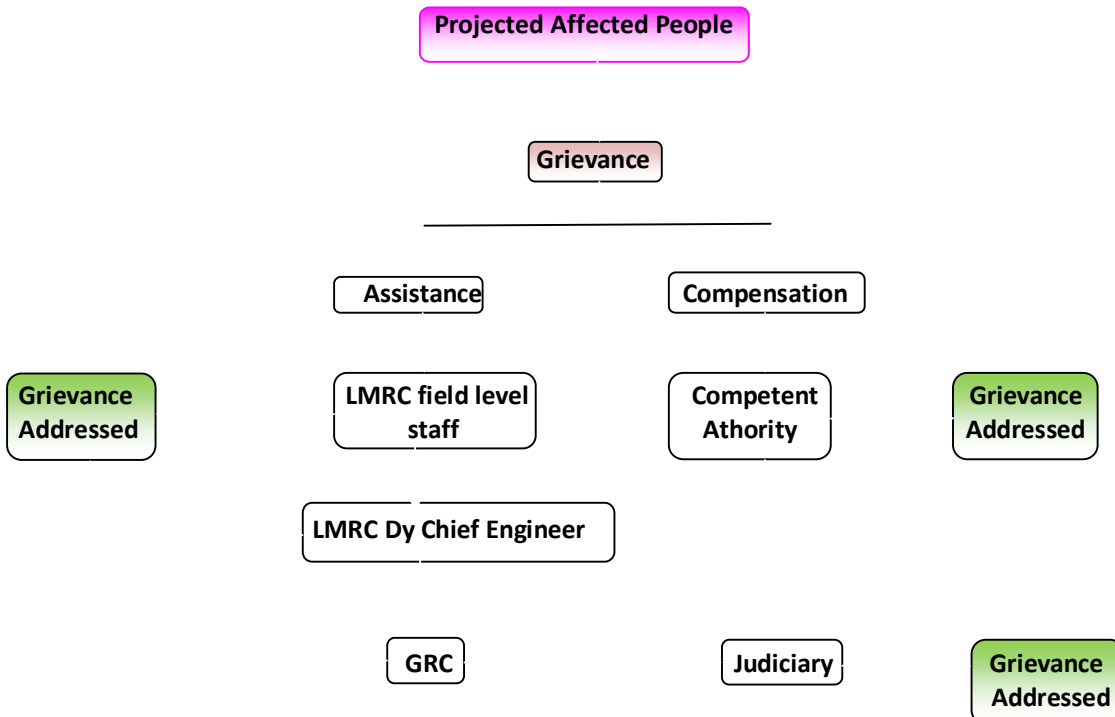 Projected Affected People
Grievance
Assistance
Compensation
Grievance
Addressed
LMRC field level
staff
Competent
Athority
Grievance
Addressed
LMRC Dy Chief Engineer
GRC
Judiciary
Grievance
Addressed